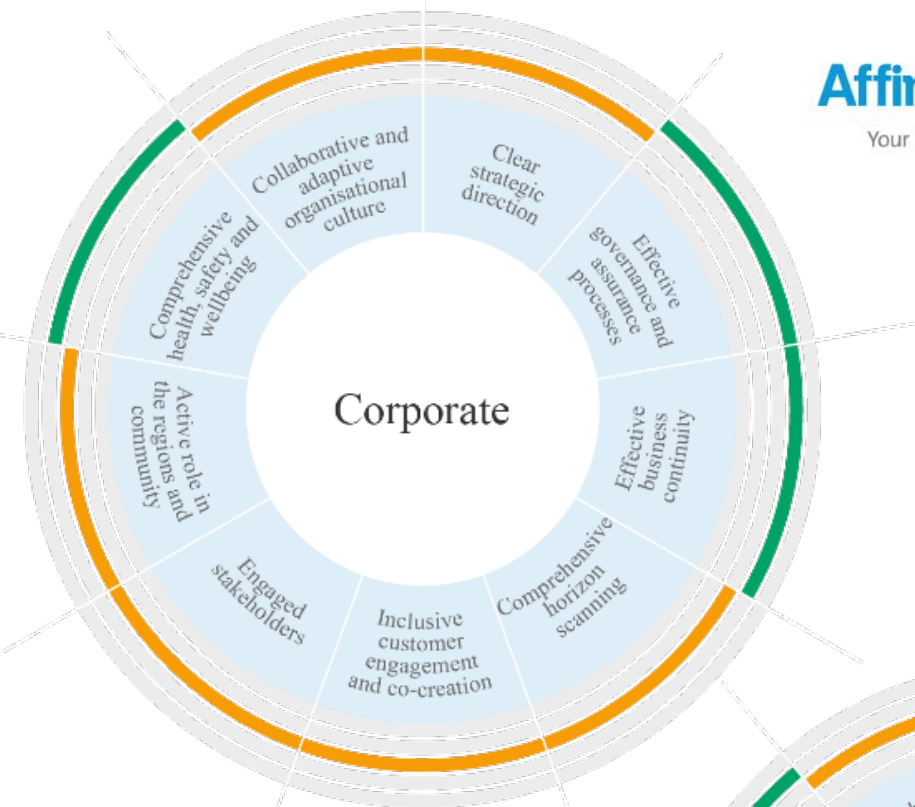 Affin
Your
Clear
strategic
direction
Effective
governance and
assurance
processes
Effective
business
continuity
Comprehensive
horizon
scanning
Inclusive
customer
engagement
and co-creation
Engaged
stakeholders
Active role in
the regions and
community
Comprehensive
health, safety and
wellbeing
Collaborative and
adaptive
organisational
culture
Corporate